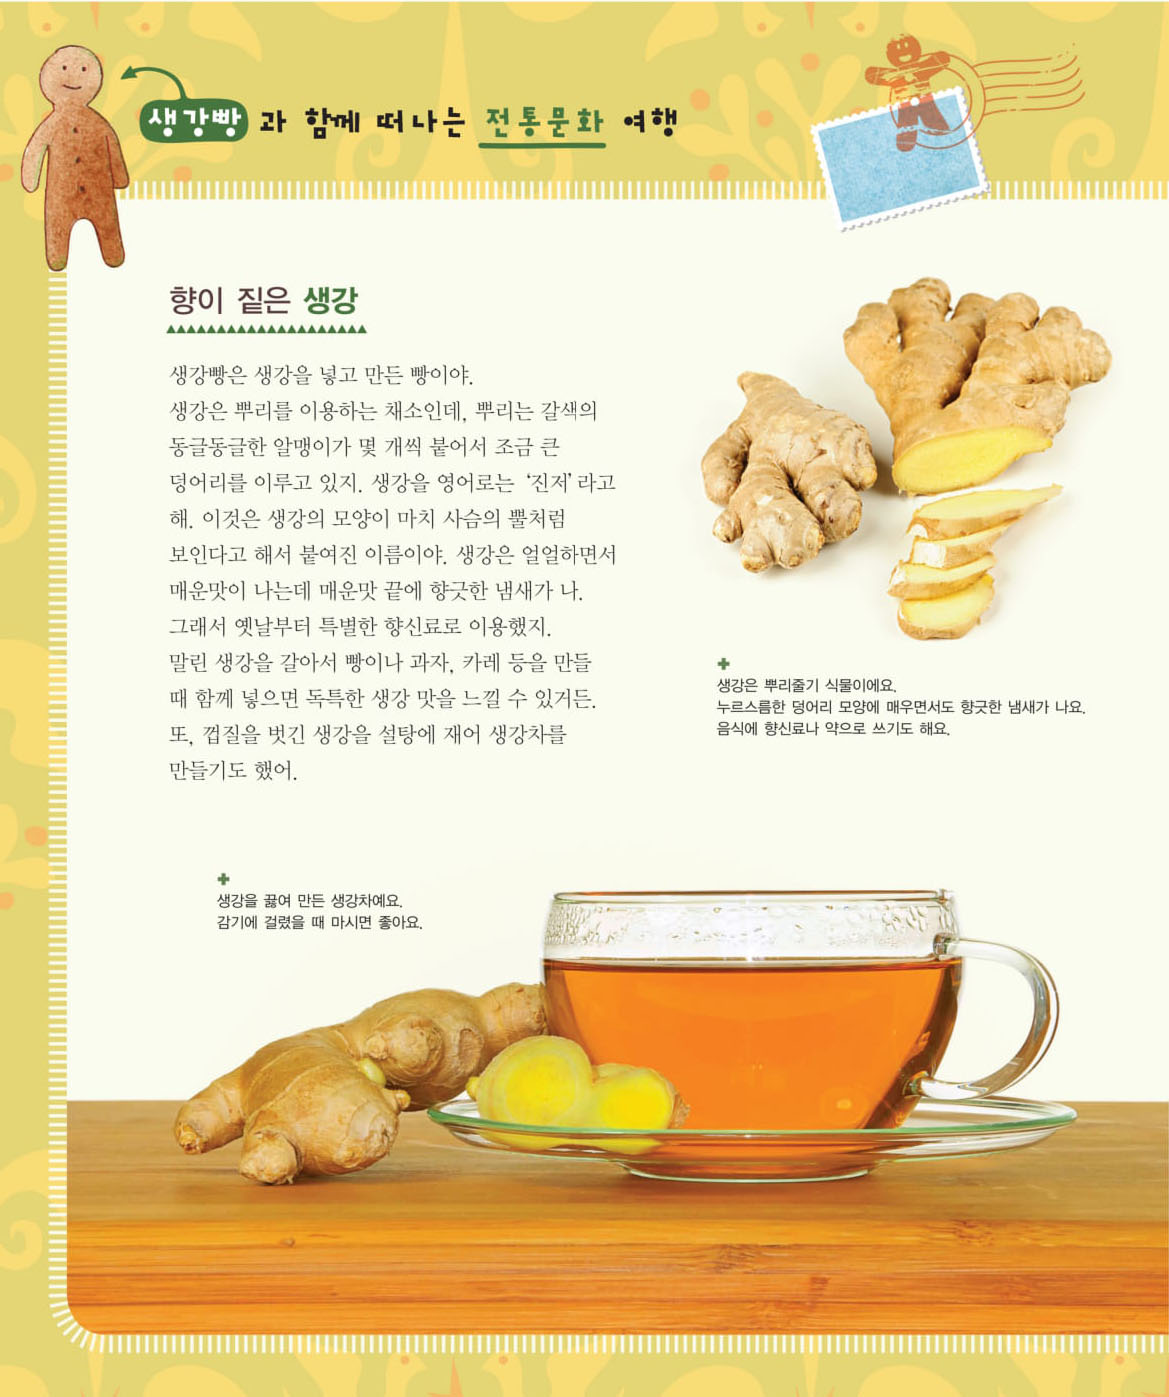 생강빵과 함께 떠나는 전통문화 여행
향이 짙은 생강
생강빵은 생강을 넣고 만든 빵이야.
생강은 뿌리를 이용하는 채소인데, 뿌리는 갈색의
동글동글한 알맹이가 몇 개씩 붙어서 조금 큰
덩어리를 이루고 있지. 생강을 영어로는 ‘진저’라고
해. 이것은 생강의 모양이 마치 사슴의 뿔처럼
보인다고 해서 붙여진 이름이야. 생강은 얼얼하면서
매운맛이 나는데 매운맛 끝에 향긋한 냄새가 나.
그래서 옛날부터 특별한 향신료로 이용했지.
말린 생강을 갈아서 빵이나 과자, 카레 등을 만들
때 함께 넣으면 독특한 생강 맛을 느낄 수 있거든.
또, 껍질을 벗긴 생강을 설탕에 재어 생강차를
만들기도 했어.
생강은 뿌리줄기 식물이에요.
누르스름한 덩어리 모양에 매우면서도 향긋한 냄새가 나요.
음식에 향신료나 약으로 쓰기도 해요.
생강을 끓여 만든 생강차예요.
감기에 걸렸을 때 마시면 좋아요.